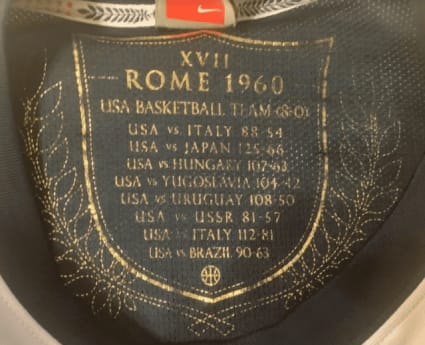 XVII
ROME 1960
USA BASKETBALL TEAM (8-0)
USA vs ITALY 88-54
USA vs JAPAN 125-66
USA vs HUNGARY 107-63
USA vs YUGOSLAVIA 104-42
USA vs URUGUAY 108-50
USA vs USSR 81-57
USA vs ITALY 112-81
USA vs BRAZIL 90-63